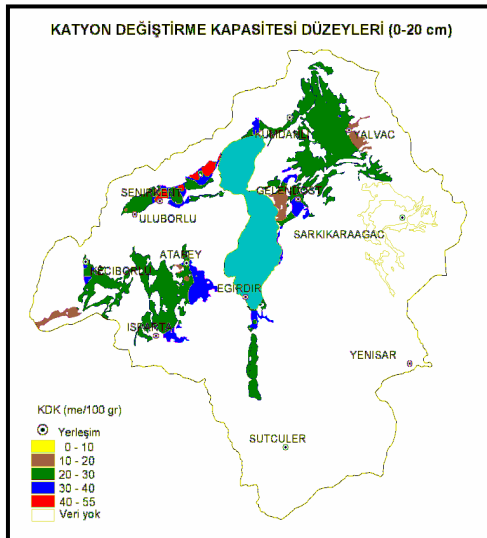 KATYON DEĞİŞTİRME KAPASİTESİ DÜZEYLERİ (0-20 cm)
KUMDANLI
YALVAC
SENIRKENT
GELENDOST
ULUBORLU
SARKIKARAAGAC
ATABEY
KECIBORLU
EGIRDIR
ISPARTA
YENISAR
SUTCULER
KDK (me/100 gr)
Yerleşim
0 - 10
10 - 20
20 - 30
30 - 40
40 - 55
Veri yok